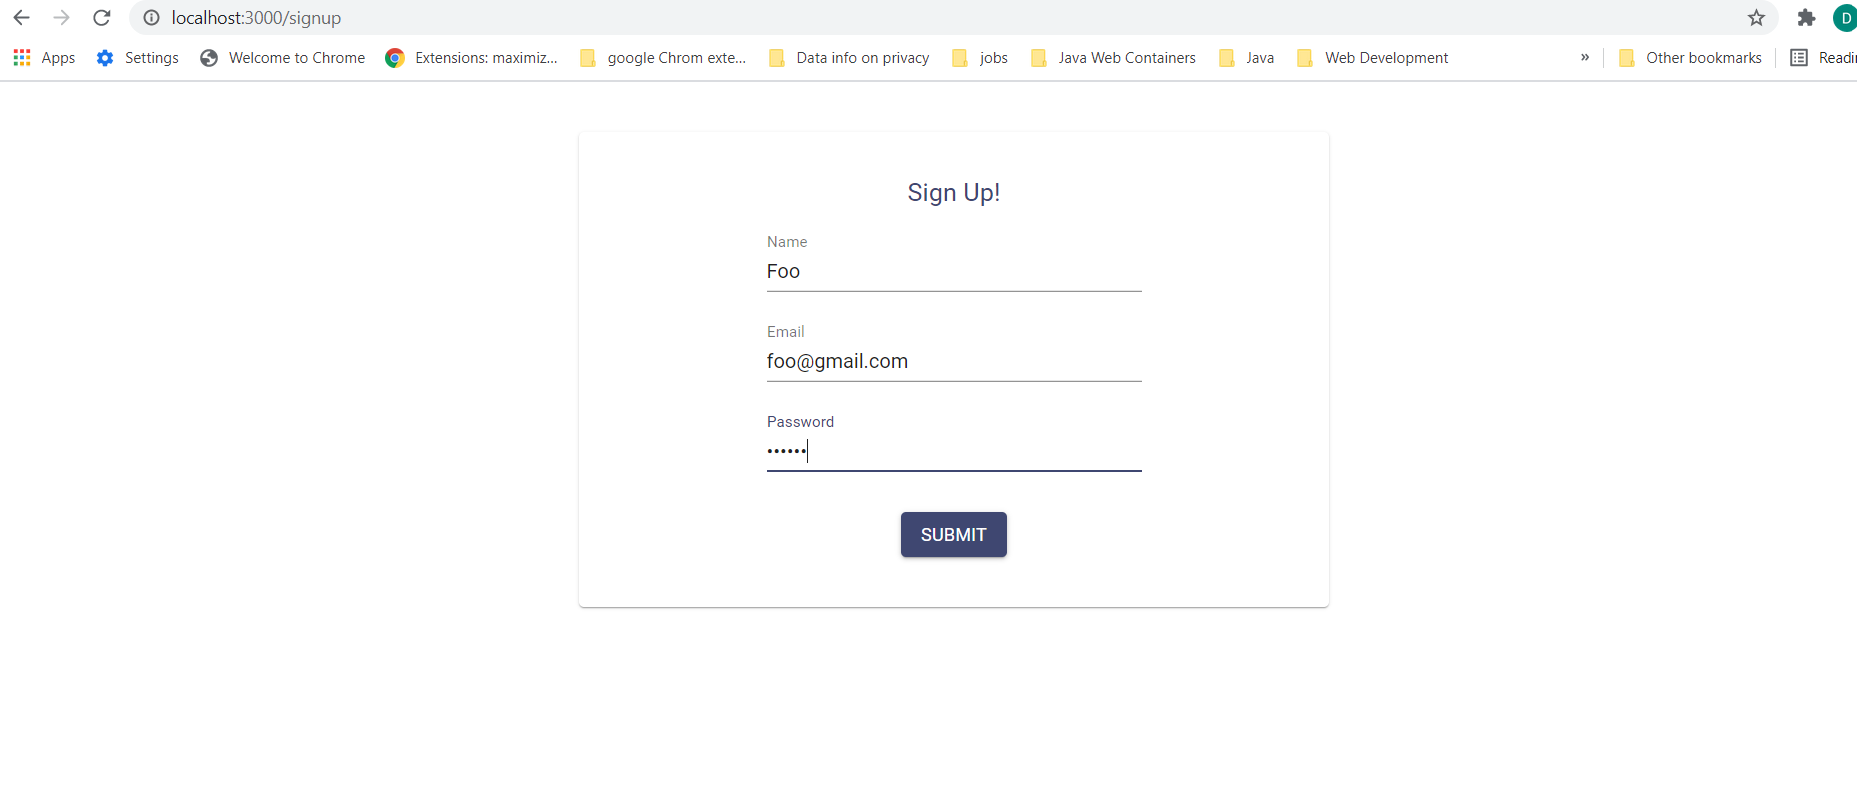 localhost:3000/signup
D
Apps Settings Welcome to Chrome Extensions: maximiz... google Chrom exte... Data info on privacy jobs Java Web Containers Java Web Development » Other bookmarks Readi
Sign Up!
Name
Foo
Email
foo@gmail.com
Password
••••••
SUBMIT